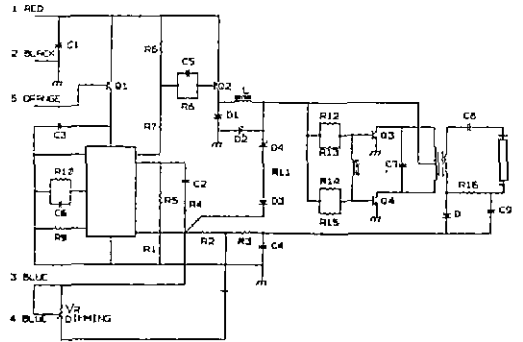 1 RED
2 BLACK
C1
5 ORANGE
Q1
C3
R10
C6
R9
R8
C5
R6
Q2
R7
D1
L
D2
D4
RL1
D3
C2
R5
R4
R1
R2
R3
C4
R12
R13
R14
R15
Q3
Q4
C7
C8
R16
D
C9
3 BLUE
4 BLUE
VR
DIMMING